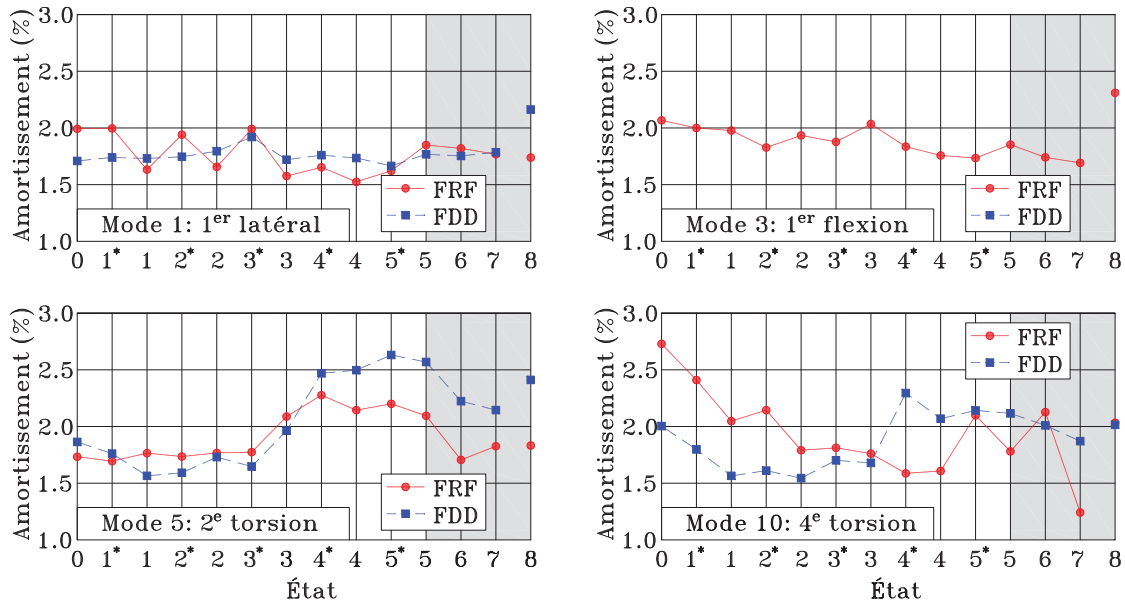 Amortissement (%)
3.0
2.5
2.0
1.5
1.0
FRF
FDD
Mode 1: 1er latéral
0 1* 1 2* 2 3* 3 4* 4 5* 5 6 7 8
Amortissement (%)
3.0
2.5
2.0
1.5
1.0
FRF
FDD
Mode 3: 1er flexion
0 1* 1 2* 2 3* 3 4* 4 5* 5 6 7 8
Amortissement (%)
3.0
2.5
2.0
1.5
1.0
FRF
FDD
Mode 5: 2e torsion
0 1* 1 2* 2 3* 3 4* 4 5* 5 6 7 8
État
Amortissement (%)
3.0
2.5
2.0
1.5
1.0
FRF
FDD
Mode 10: 4e torsion
0 1* 1 2* 2 3* 3 4* 4 5* 5 6 7 8
État